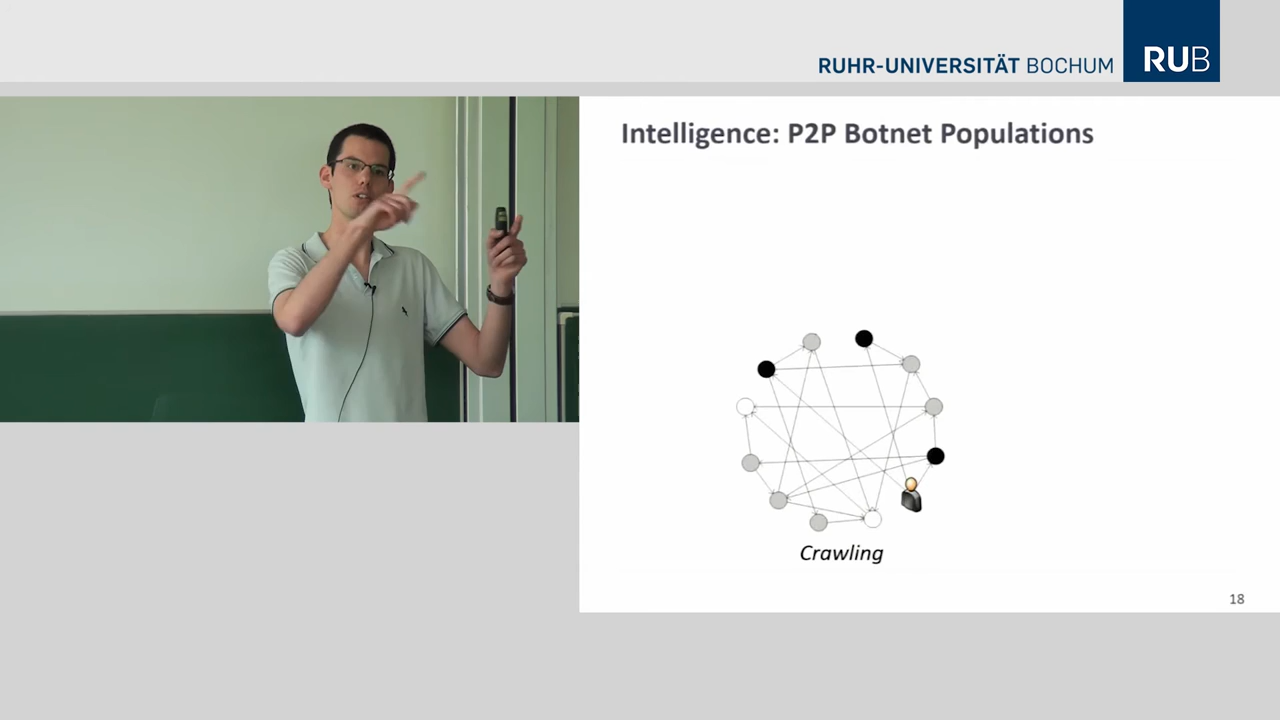 RUHR-UNIVERSITÄT BOCHUM
RUB
Intelligence: P2P Botnet Populations
Crawling
18